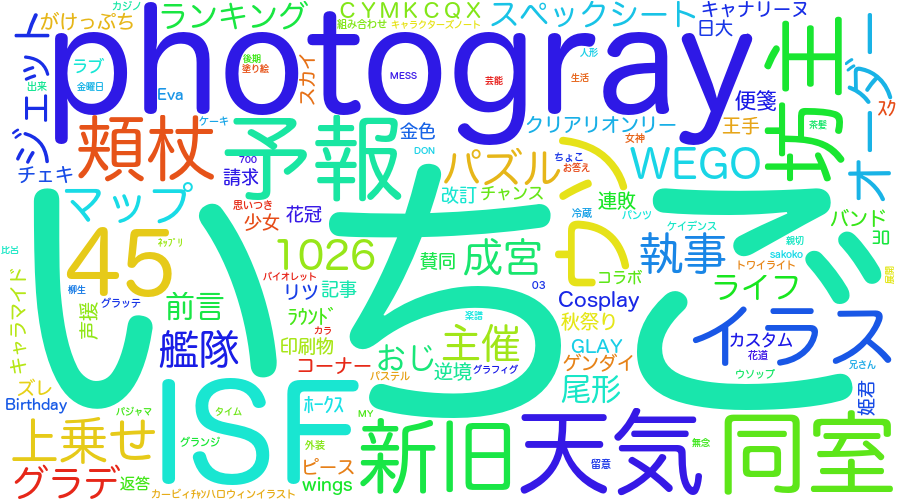 カジノ
ランキング
CYMKCQX
スペックシート
キャナリーヌ
がけっぷち
組み合わせ
キャラクターズノート
日大
photogray
ジェット
ラブ
出来
金曜日
Eva
後期
塗り絵
スカイ
MESS
芸能
人形
生活
便箋
坊主
オーダー
茶髪
ｽｸ
チェキ
頬杖
ケーキ
予報
金色
DON
クリアリオンリー
女神
王手
700
請求
パズル
ちょこ
お答え
ワン
WEGO
マップ
思いつき
少女
花冠
改訂
チャンス
冷蔵
連敗
パンツ
ケイデンス
バンド
30
比呂
ﾈｯﾌﾟﾘ
45
1026
賛同
成宮
執事
親切
sakoko
トワイライト
展開
いちご
柳生
グラッテ
バイオレット
リツ
記事
03
コラボ
ライフ
キャラマイド
声援
前言
ﾗｳﾝﾄﾞ
カラ
楽譜
Cosplay
秋祭り
イラスト
カスタム
花道
艦隊
印刷物
コーナー
おじ
主催
GLAY
ゲンダイ
逆境
グラフィグ
パステル
ウソップ
兄さん
ズレ
Birthday
パジャマ
タイム
ISF
ﾎｰｸｽ
MY
尾形
姫君
上乗せ
グランジ
外装
新旧
天気
無念
同室
グラデ
返答
ピース
wings
留意
カービィﾁｬﾝハロウィンイラスト